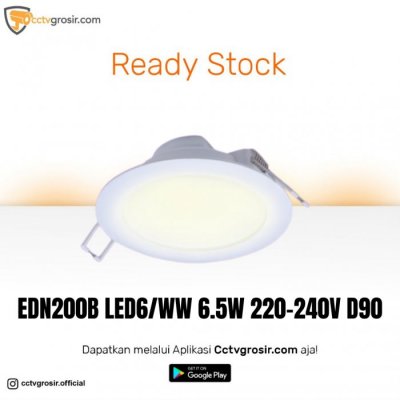 cctvgrosir.com
Ready Stock
EDN200B LED6/WW 6.5W 220-240V D90
Dapatkan melalui Aplikasi Cctvgrosir.com aja!
GET IT ON
Google Play
cctvgrosir.official